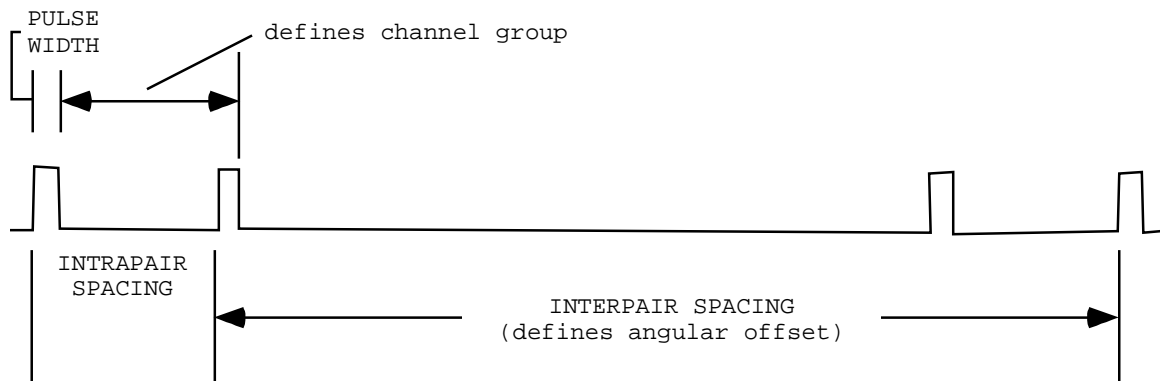 PULSE
WIDTH
defines channel group
INTRAPAIR
SPACING
INTERPAIR SPACING
(defines angular offset)